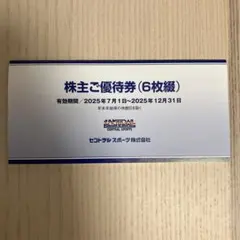 株主ご優待券（6枚綴）
有効期間／2025年7月1日～2025年12月31日
CENTRAL SPORTS
セントラルスポーツ株式会社